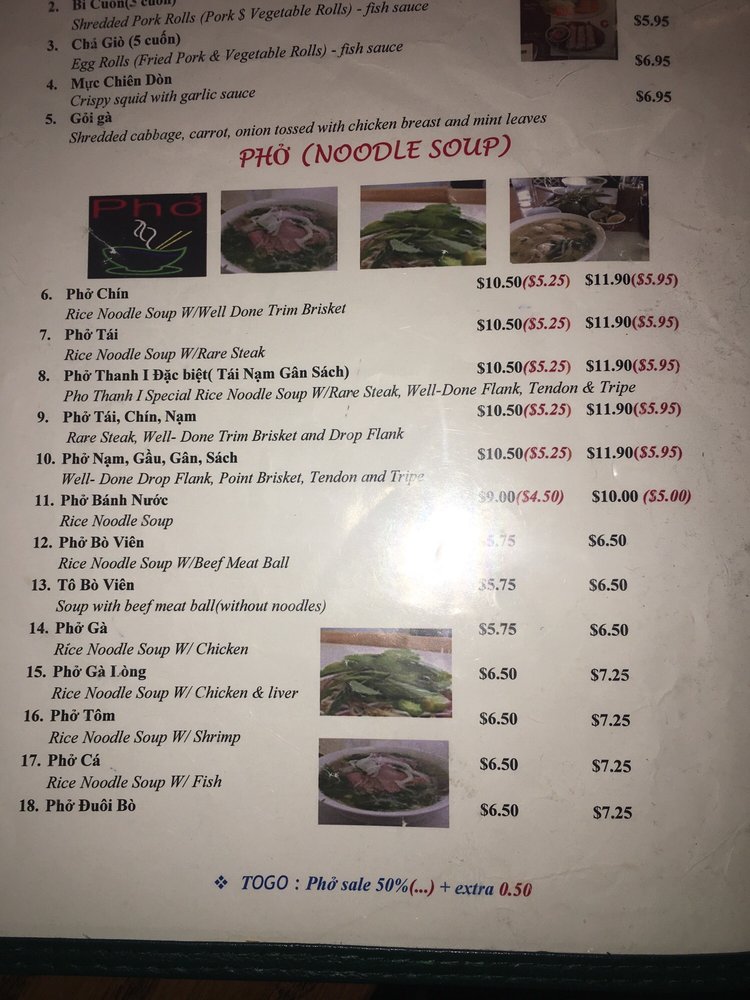 2. Bì Cuốn(5 cuốn)
Shredded Pork Rolls (Pork $ Vegetable Rolls) - fish sauce $5.95
3. Chá Giò (5 cuốn)
Egg Rolls (Fried Pork & Vegetable Rolls) - fish sauce $6.95
4. Mực Chiên Dòn
Crispy squid with garlic sauce $6.95
5. Gỏi gà
Shredded cabbage, carrot, onion tossed with chicken breast and mint leaves
PHỞ (NOODLE SOUP)
Phở
6. Phở Chín $10.50($5.25) $11.90($5.95)
Rice Noodle Soup W/Well Done Trim Brisket
7. Phở Tái $10.50($5.25) $11.90($5.95)
Rice Noodle Soup W/Rare Steak
8. Phở Thanh I Đặc biệt( Tái Nạm Gân Sách) $10.50($5.25) $11.90($5.95)
Pho Thanh I Special Rice Noodle Soup W/Rare Steak, Well-Done Flank, Tendon & Tripe
9. Phở Tái, Chín, Nạm $10.50($5.25) $11.90($5.95)
Rare Steak, Well- Done Trim Brisket and Drop Flank
10. Phở Nạm, Gầu, Gân, Sách $10.50($5.25) $11.90($5.95)
Well- Done Drop Flank, Point Brisket, Tendon and Tripe
11. Phở Bánh Nước $9.00($4.50) $10.00 ($5.00)
Rice Noodle Soup
12. Phở Bò Viên $5.75 $6.50
Rice Noodle Soup W/Beef Meat Ball
13. Tô Bò Viên $5.75 $6.50
Soup with beef meat ball(without noodles)
14. Phở Gà $5.75 $6.50
Rice Noodle Soup W/ Chicken
15. Phở Gà Lòng $6.50 $7.25
Rice Noodle Soup W/ Chicken & liver
16. Phở Tôm $6.50 $7.25
Rice Noodle Soup W/ Shrimp
17. Phở Cá $6.50 $7.25
Rice Noodle Soup W/ Fish
18. Phở Đuôi Bò $6.50 $7.25
❖ TOGO : Phở sale 50%(...) + extra 0.50